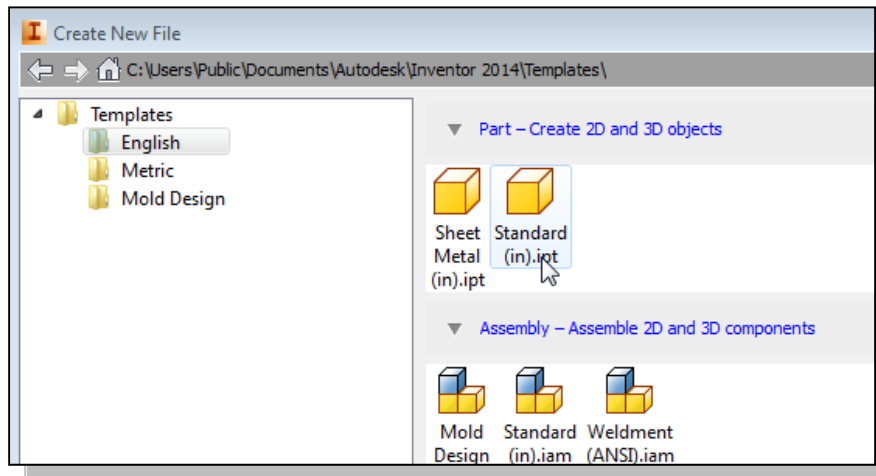 Create New File
C:\Users\Public\Documents\Autodesk\Inventor 2014\Templates\
Templates
English
Metric
Mold Design
Part – Create 2D and 3D objects
Sheet Metal (in).ipt
Standard (in).ipt
Assembly – Assemble 2D and 3D components
Mold Design
Standard (in).iam
Weldment (ANSI).iam